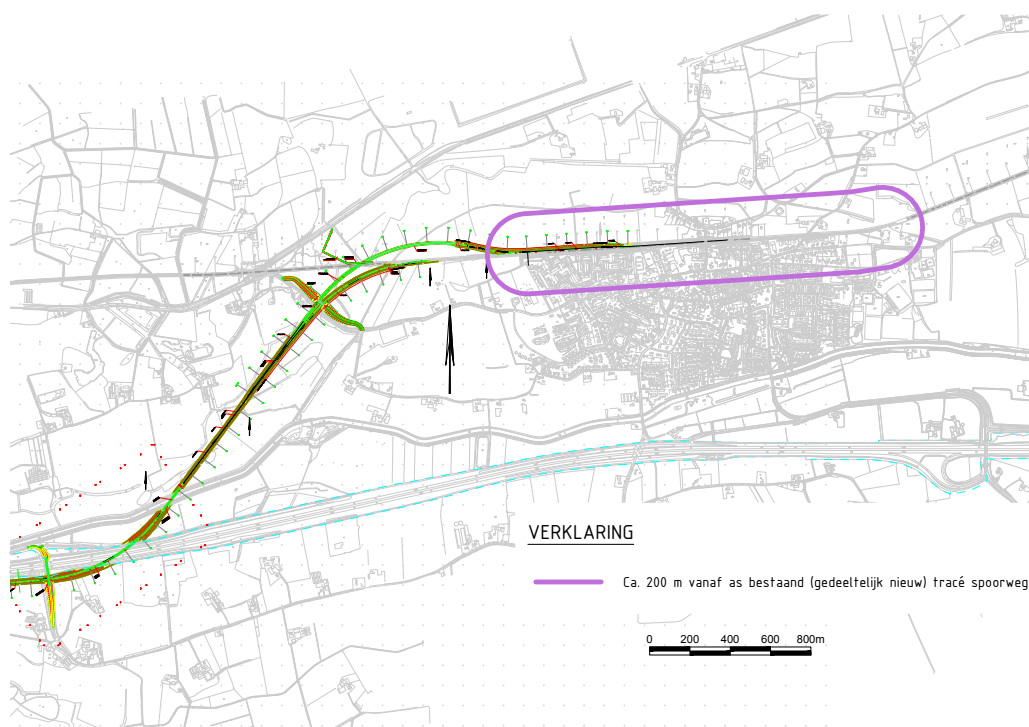 VERKLARING
Ca. 200 m vanaf as bestaand (gedeeltelijk nieuw) tracé spoorweg
0 200 400 600 800m